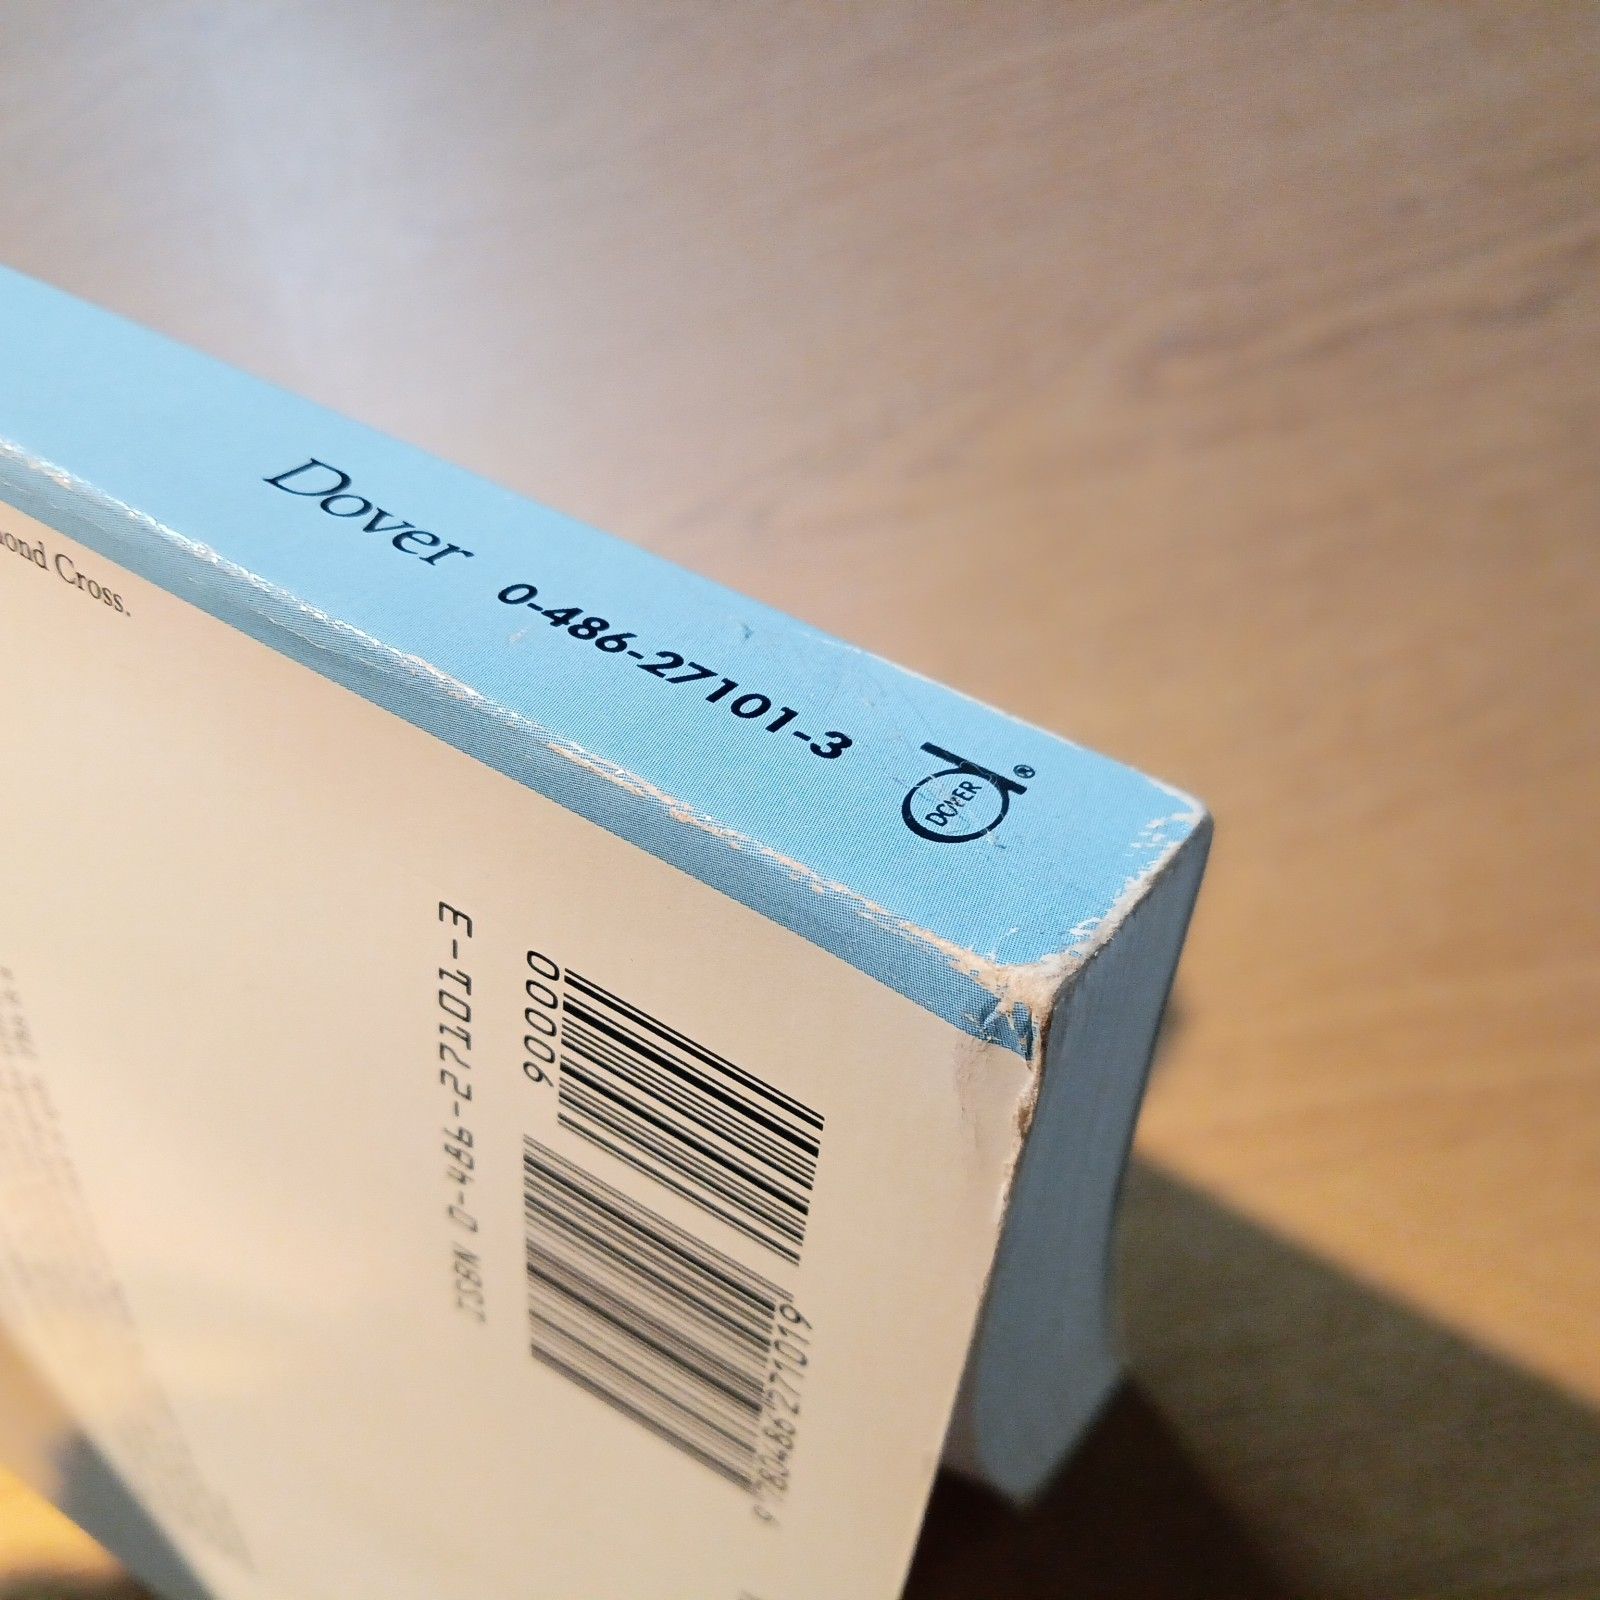 Dover 0-486-27101-3
DOVER ®
ond Cross.
ISBN 0-486-27101-3
90000
9 780486 271019